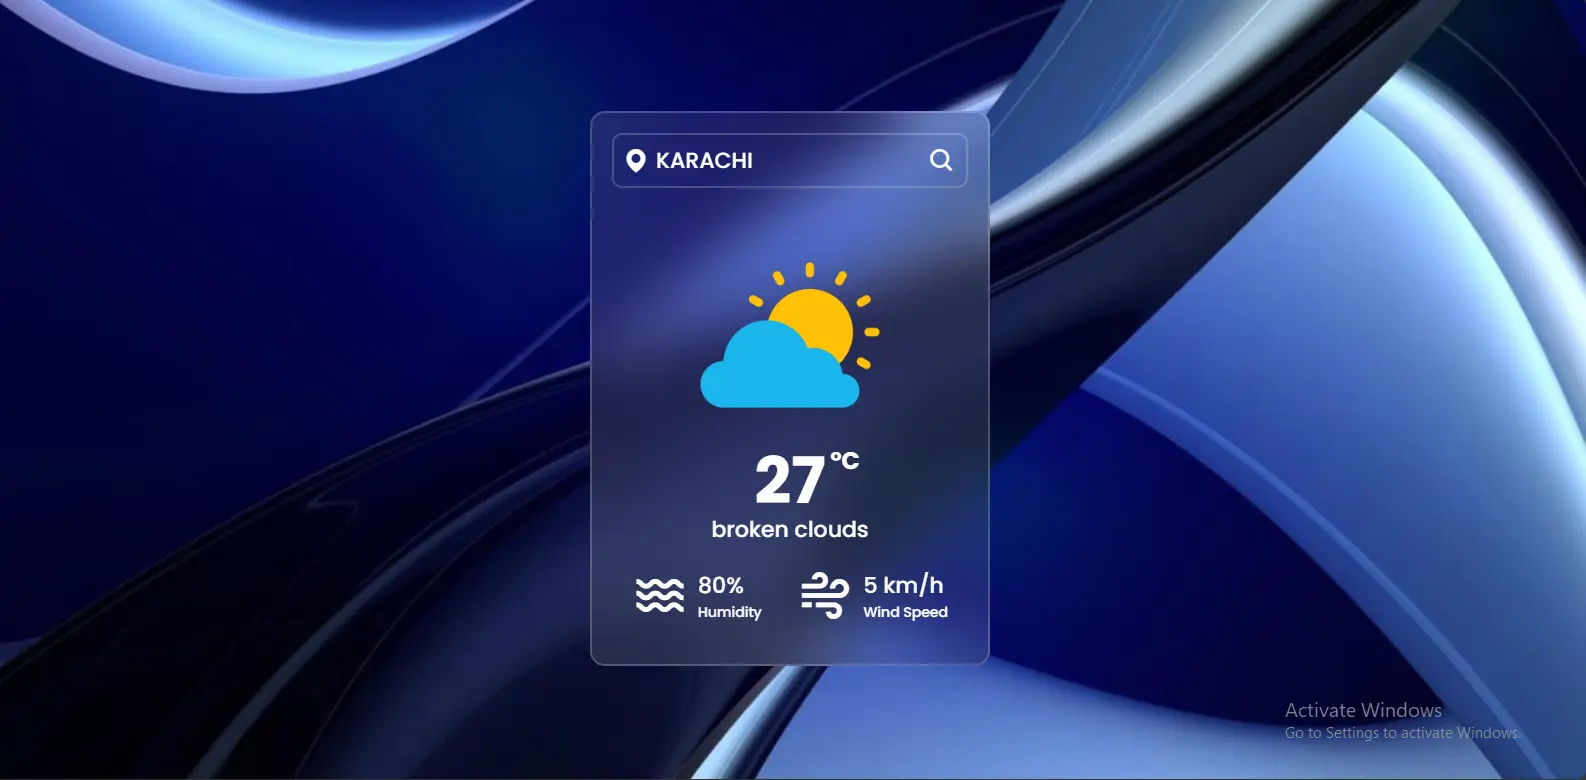 KARACHI
27°C
broken clouds
80%
Humidity
5 km/h
Wind Speed
Activate Windows
Go to Settings to activate Windows.